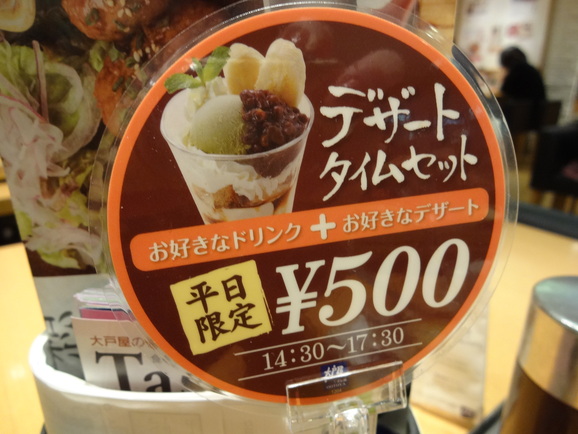 デザート
タイムセット
お好きなドリンク+お好きなデザート
平日
限定
¥500
14:30〜17:30
大戸屋の
Ta